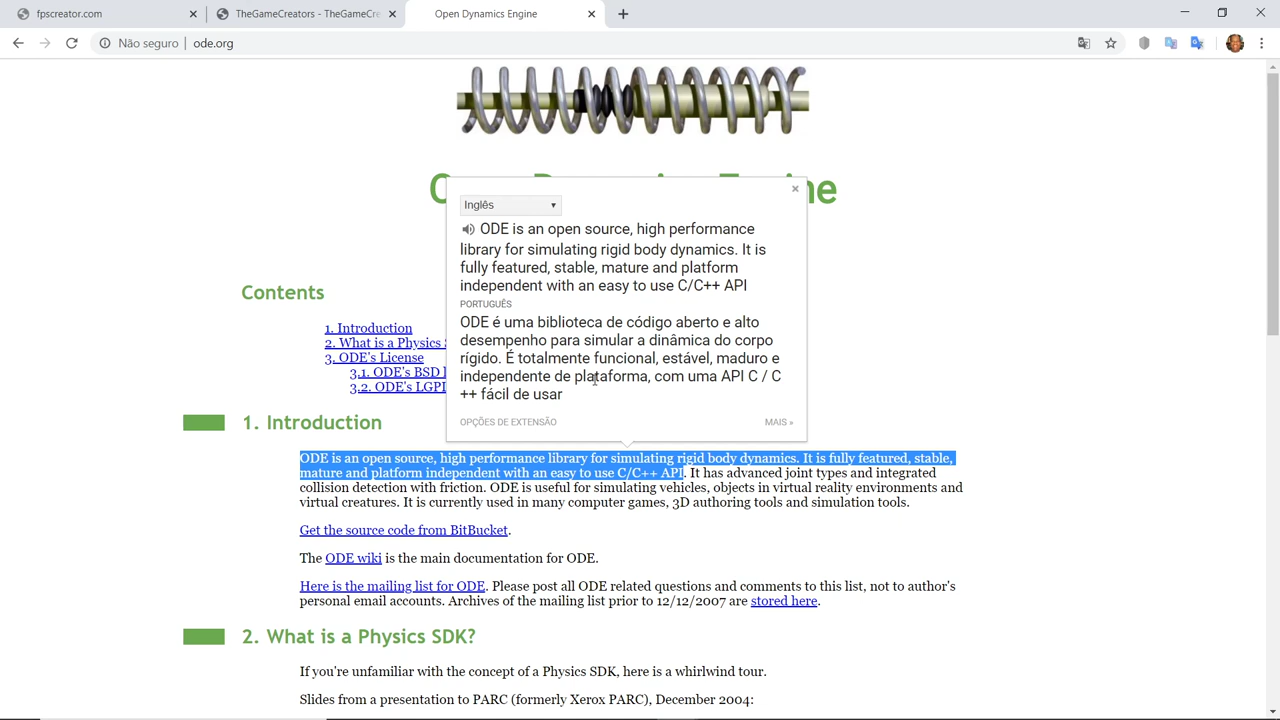 fpscreator.com
TheGameCreators - TheGameCre
Open Dynamics Engine
Não seguro | ode.org
Inglês
ODE is an open source, high performance
library for simulating rigid body dynamics. It is
fully featured, stable, mature and platform
independent with an easy to use C/C++ API
PORTUGUÊS
ODE é uma biblioteca de código aberto e alto
desempenho para simular a dinâmica do corpo
rígido. É totalmente funcional, estável, maduro e
independente de plataforma, com uma API C / C
++ fácil de usar
OPÇÕES DE EXTENSÃO
MAIS »
Contents
1. Introduction
2. What is a Physics S
3. ODE's License
3.1. ODE's BSD l
3.2. ODE's LGPL
1. Introduction
ODE is an open source, high performance library for simulating rigid body dynamics. It is fully featured, stable,
mature and platform independent with an easy to use C/C++ API. It has advanced joint types and integrated
collision detection with friction. ODE is useful for simulating vehicles, objects in virtual reality environments and
virtual creatures. It is currently used in many computer games, 3D authoring tools and simulation tools.
Get the source code from BitBucket.
The ODE wiki is the main documentation for ODE.
Here is the mailing list for ODE. Please post all ODE related questions and comments to this list, not to author's
personal email accounts. Archives of the mailing list prior to 12/12/2007 are stored here.
2. What is a Physics SDK?
If you're unfamiliar with the concept of a Physics SDK, here is a whirlwind tour.
Slides from a presentation to PARC (formerly Xerox PARC), December 2004: